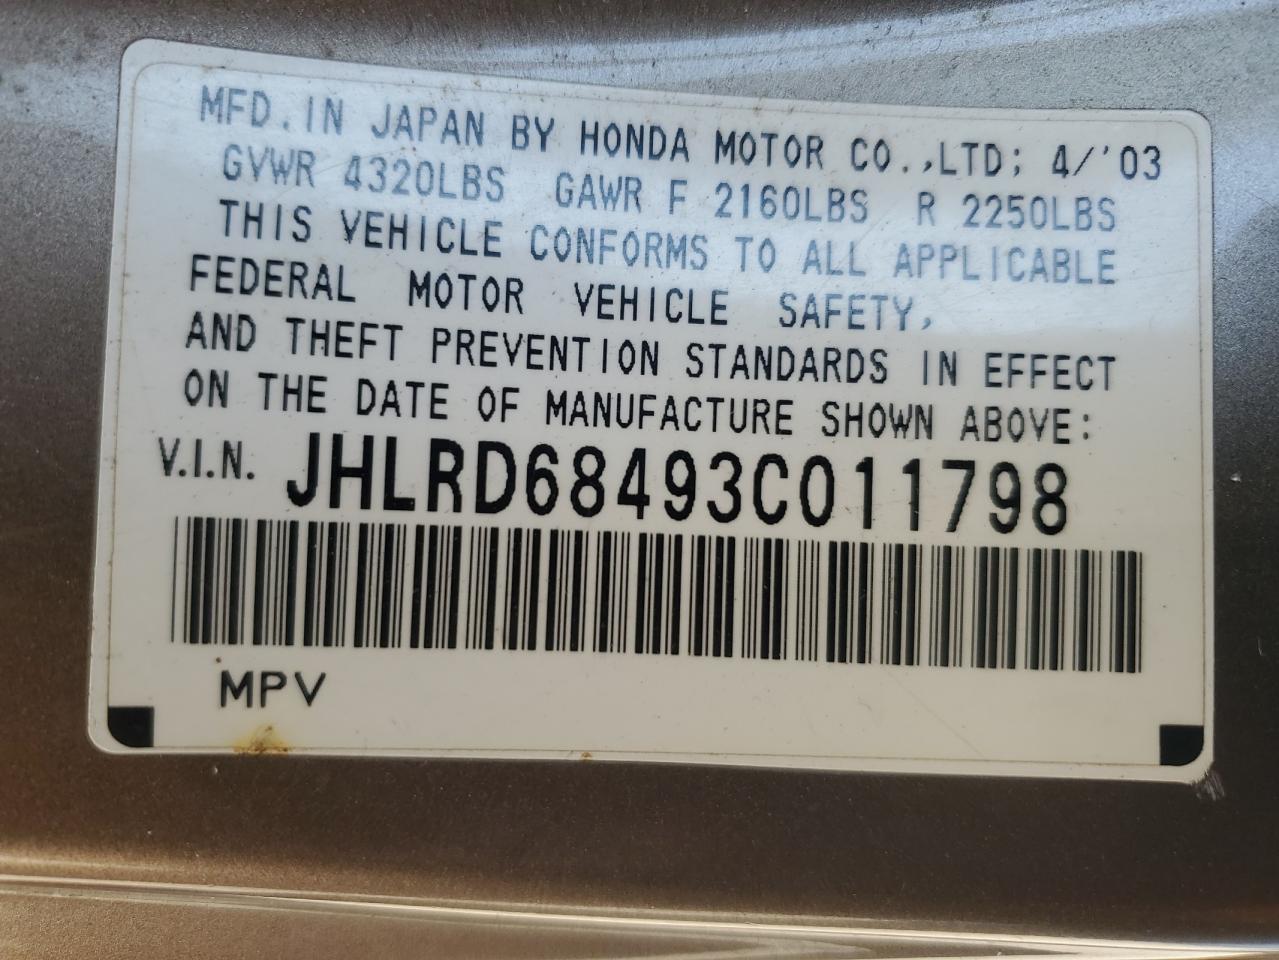 MFD. IN JAPAN BY HONDA MOTOR CO.,LTD; 4/'03
GVWR 4320LBS GAWR F 2160LBS R 2250LBS
THIS VEHICLE CONFORMS TO ALL APPLICABLE
FEDERAL MOTOR VEHICLE SAFETY,
AND THEFT PREVENTION STANDARDS IN EFFECT
ON THE DATE OF MANUFACTURE SHOWN ABOVE:
V.I.N. JHLRD68493C011798
MPV